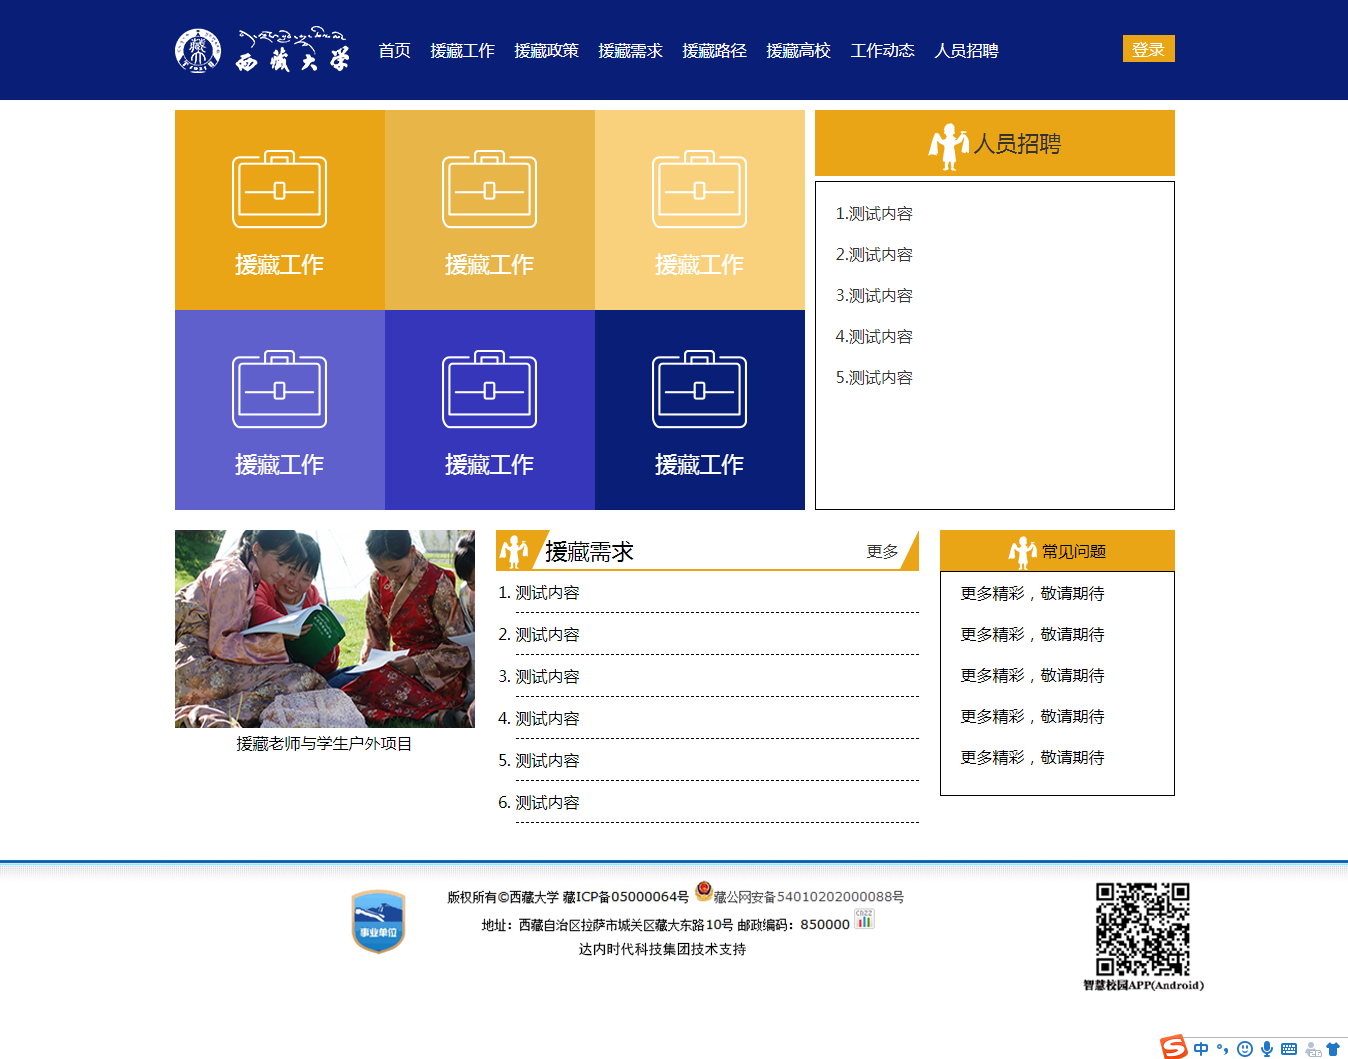 西藏大学
首页 援藏工作 援藏政策 援藏需求 援藏路径 援藏高校 工作动态 人员招聘
登录
援藏工作 援藏工作 援藏工作
援藏工作 援藏工作 援藏工作
人员招聘
1.测试内容
2.测试内容
3.测试内容
4.测试内容
5.测试内容
援藏老师与学生户外项目
援藏需求 更多
1. 测试内容
2. 测试内容
3. 测试内容
4. 测试内容
5. 测试内容
6. 测试内容
常见问题
更多精彩，敬请期待
更多精彩，敬请期待
更多精彩，敬请期待
更多精彩，敬请期待
更多精彩，敬请期待
事业单位
版权所有©西藏大学 藏ICP备05000064号 藏公网安备54010202000088号
地址：西藏自治区拉萨市城关区藏大东路10号 邮政编码：850000
达内时代科技集团技术支持
智慧校园APP(Android)
中